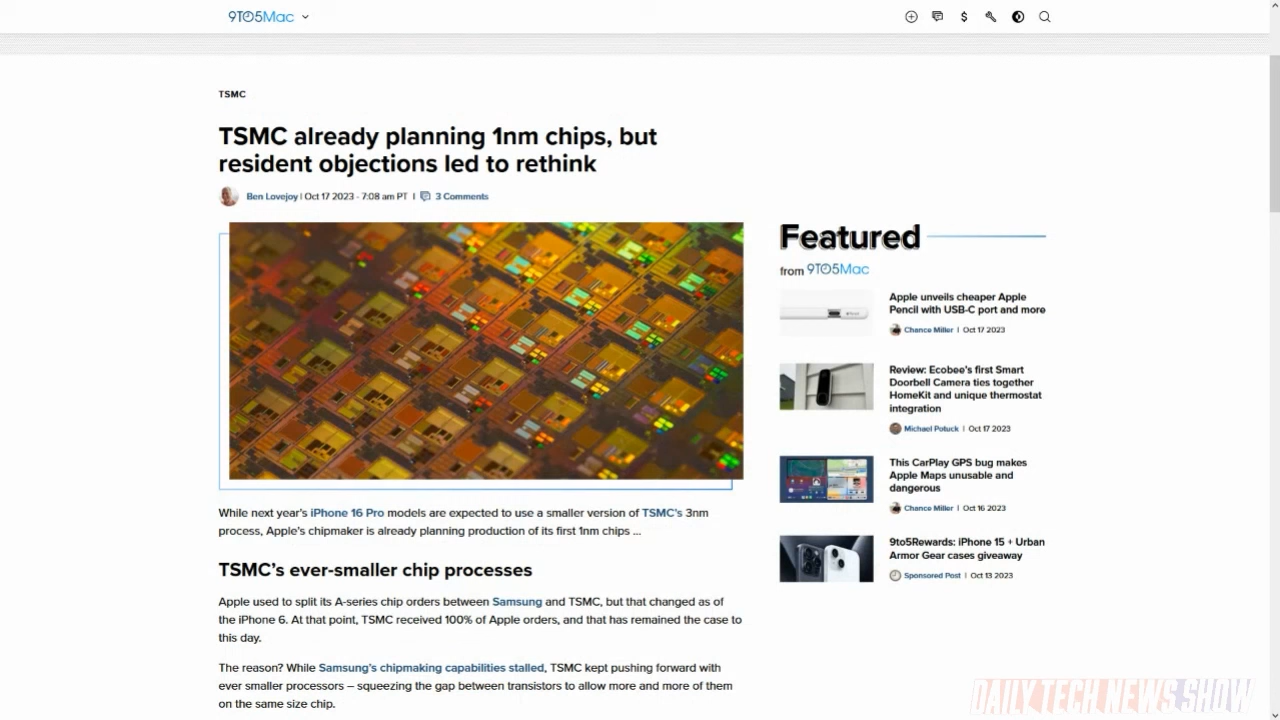 9TO5Mac
TSMC
TSMC already planning 1nm chips, but
resident objections led to rethink
Ben Lovejoy | Oct 17 2023 - 7:08 am PT | 3 Comments
While next year's iPhone 16 Pro models are expected to use a smaller version of TSMC's 3nm
process, Apple's chipmaker is already planning production of its first 1nm chips ...
TSMC's ever-smaller chip processes
Apple used to split its A-series chip orders between Samsung and TSMC, but that changed as of
the iPhone 6. At that point, TSMC received 100% of Apple orders, and that has remained the case to
this day.
The reason? While Samsung's chipmaking capabilities stalled, TSMC kept pushing forward with
ever smaller processors – squeezing the gap between transistors to allow more and more of them
on the same size chip.
Featured
from 9TO5Mac
Apple unveils cheaper Apple
Pencil with USB-C port and more
Chance Miller | Oct 17 2023
Review: Ecobee's first Smart
Doorbell Camera ties together
HomeKit and unique thermostat
integration
Michael Potuck | Oct 17 2023
This CarPlay GPS bug makes
Apple Maps unusable and
dangerous
Chance Miller | Oct 16 2023
9to5Rewards: iPhone 15 + Urban
Armor Gear cases giveaway
Sponsored Post | Oct 13 2023
DAILY TECH NEWS SHOW